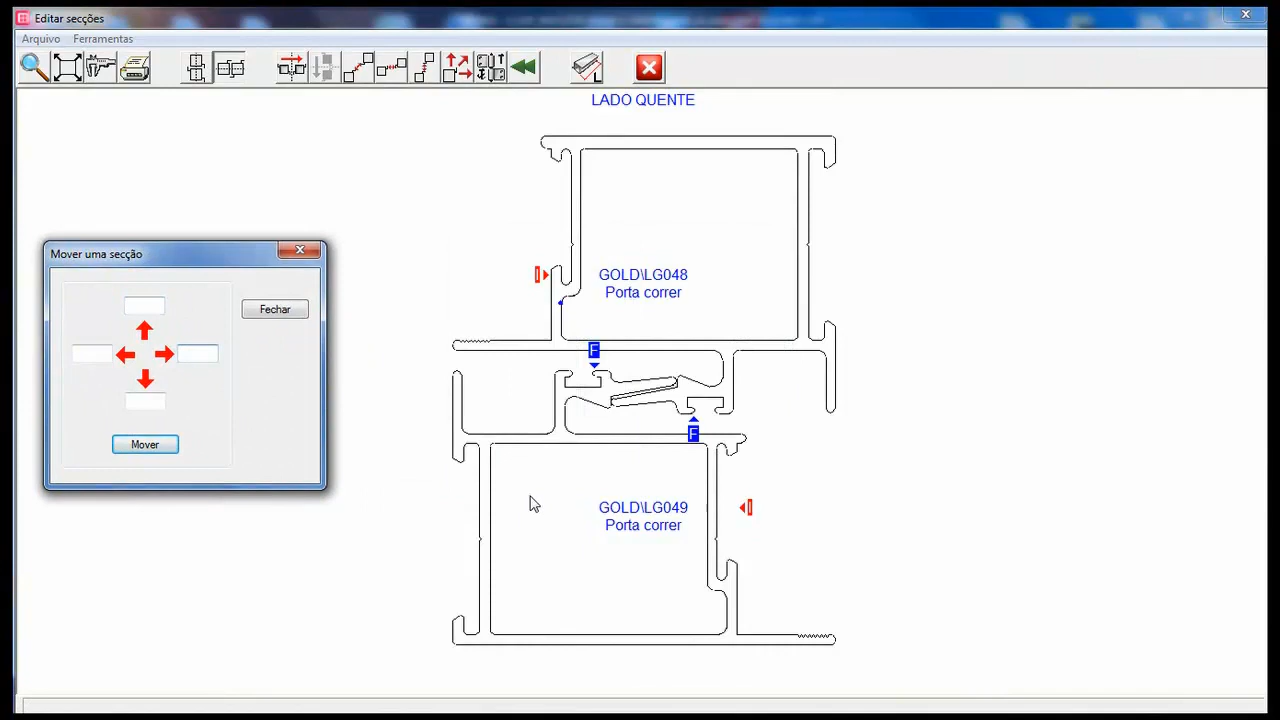 Editar secções
Arquivo Ferramentas
L
LADO QUENTE
Mover uma secção
Fechar
Mover
GOLD\LG048
Porta correr
F
F
GOLD\LG049
Porta correr